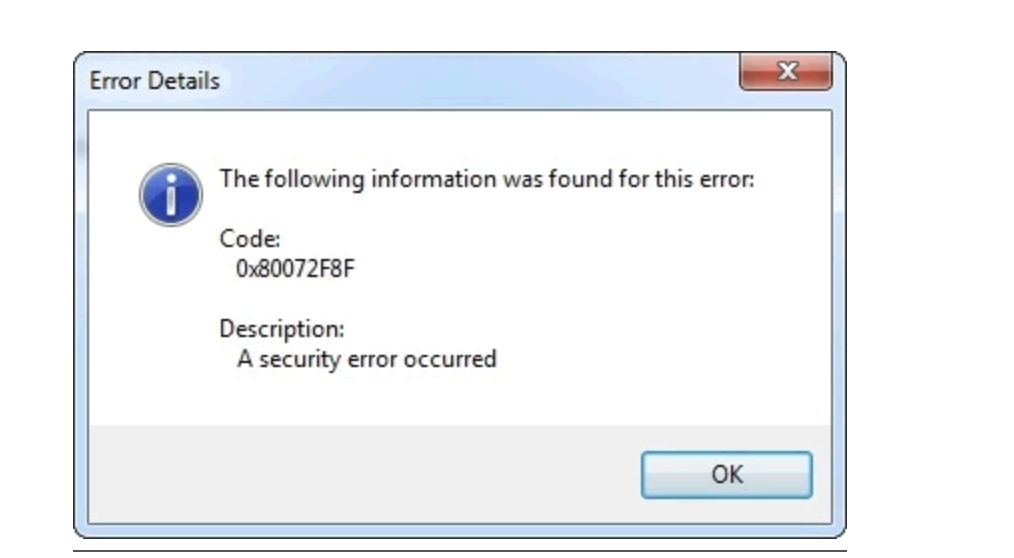 Error Details
The following information was found for this error:
Code:
0x80072F8F
Description:
A security error occurred
OK